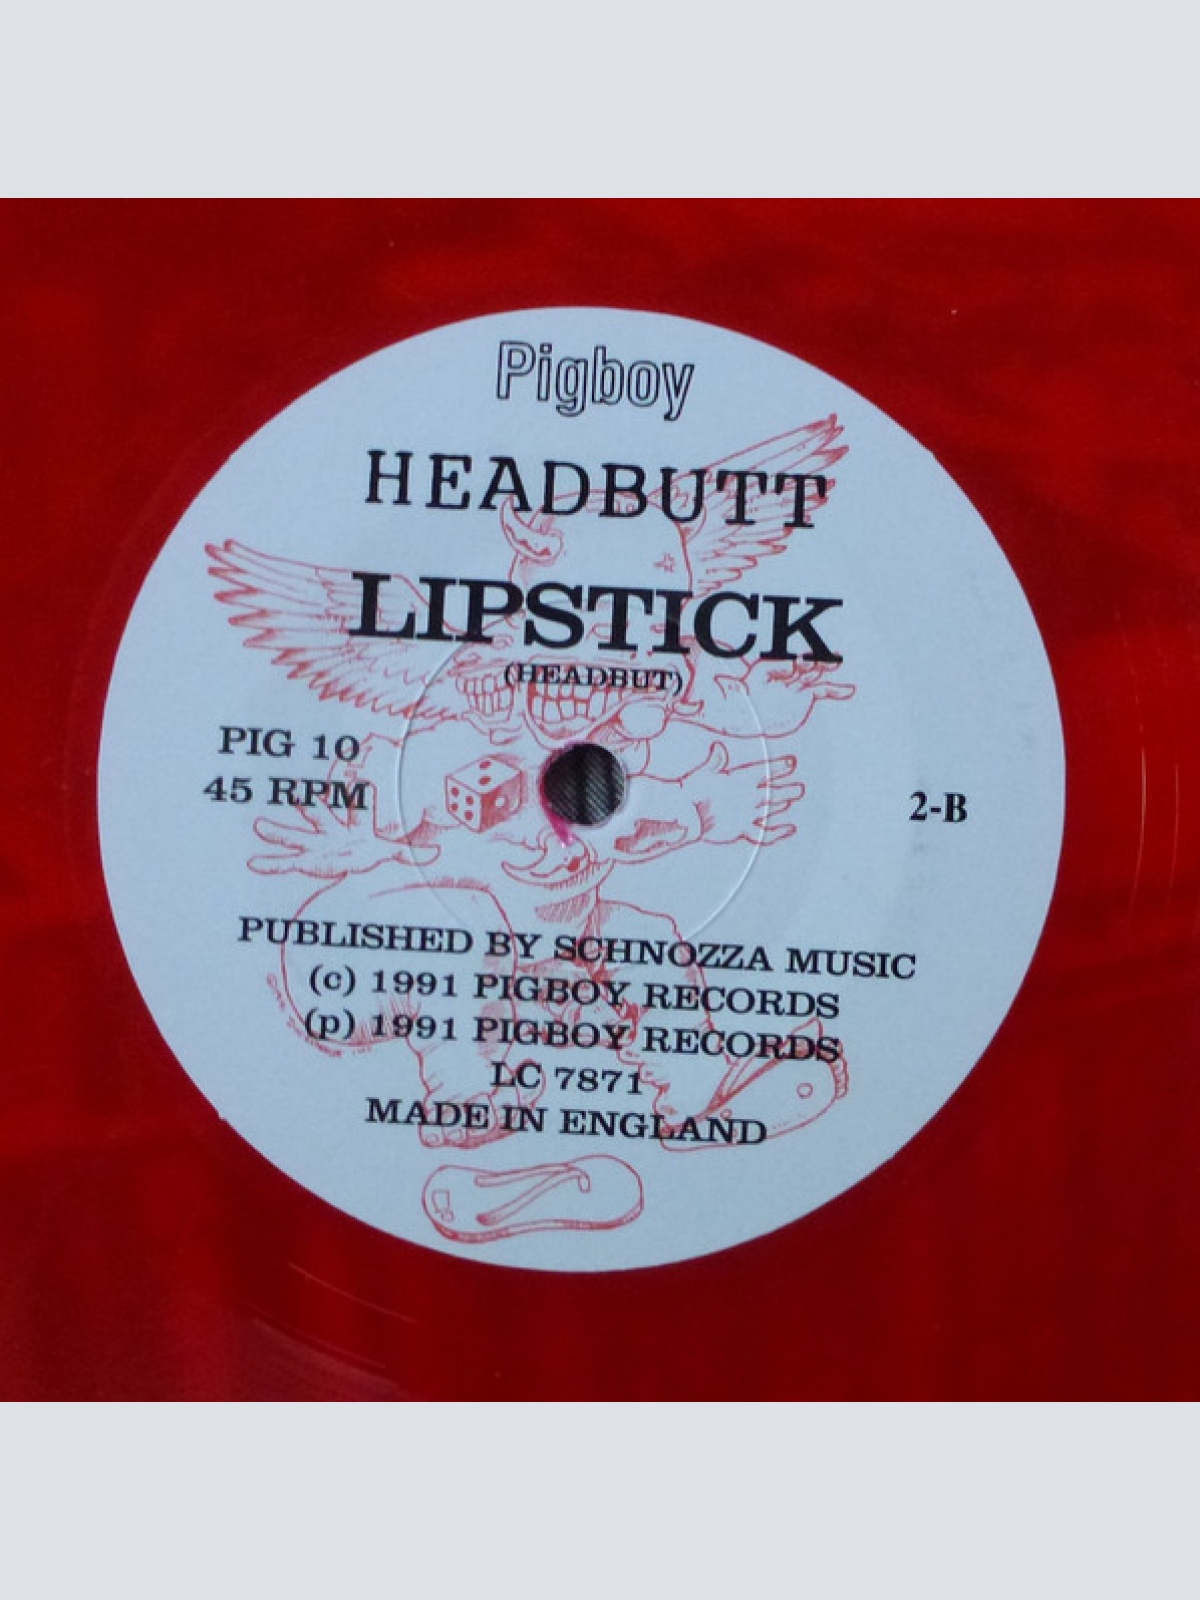 Pigboy
HEADBUTT
LIPSTICK
(HEADBUT)
PIG 10
45 RPM
2-B
PUBLISHED BY SCHNOZZA MUSIC
(c) 1991 PIGBOY RECORDS
(p) 1991 PIGBOY RECORDS
LC 7871
MADE IN ENGLAND